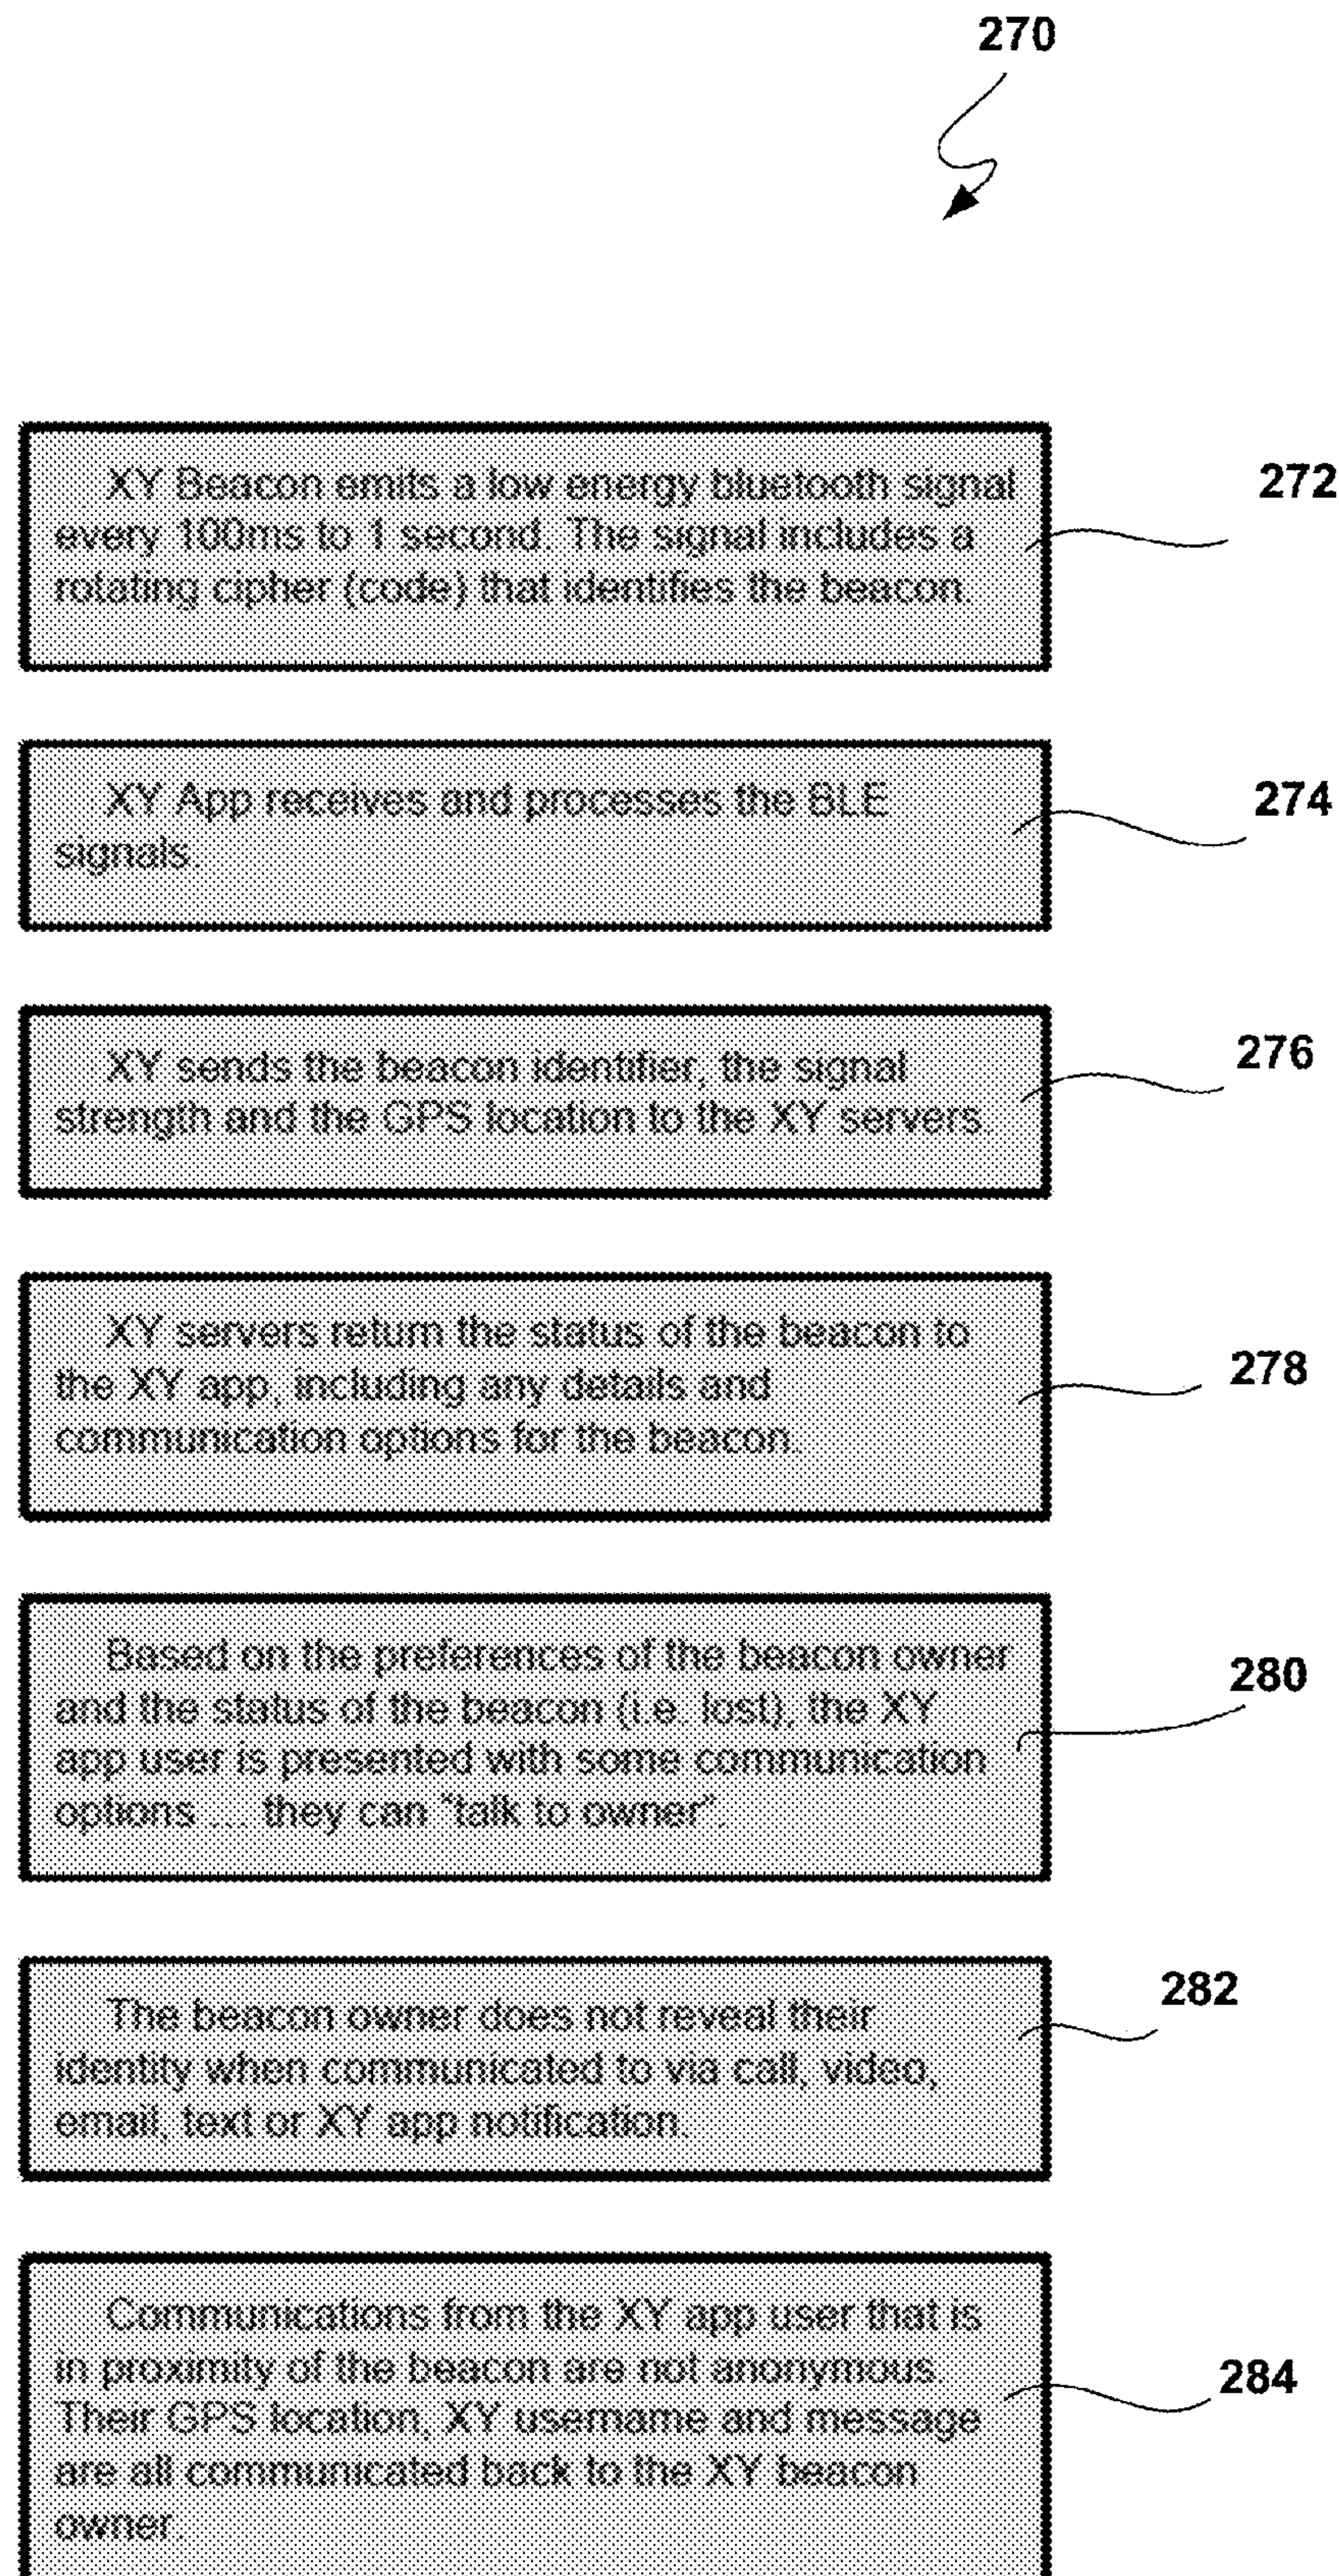 270
XY Beacon emits a low energy bluetooth signal
every 100ms to 1 second. The signal includes a
rotating cipher (code) that identifies the beacon.
272
XY App receives and processes the BLE
signals.
274
XY sends the beacon identifier, the signal
strength and the GPS location to the XY servers.
276
XY servers return the status of the beacon to
the XY app, including any details and
communication options for the beacon.
278
Based on the preferences of the beacon owner
and the status of the beacon (i.e. lost), the XY
app user is presented with some communication
options ... they can "talk to owner".
280
The beacon owner does not reveal their
identity when communicated to via call, video,
email, text or XY app notification.
282
Communications from the XY app user that is
in proximity of the beacon are not anonymous.
Their GPS location, XY username and message
are all communicated back to the XY beacon
owner.
284